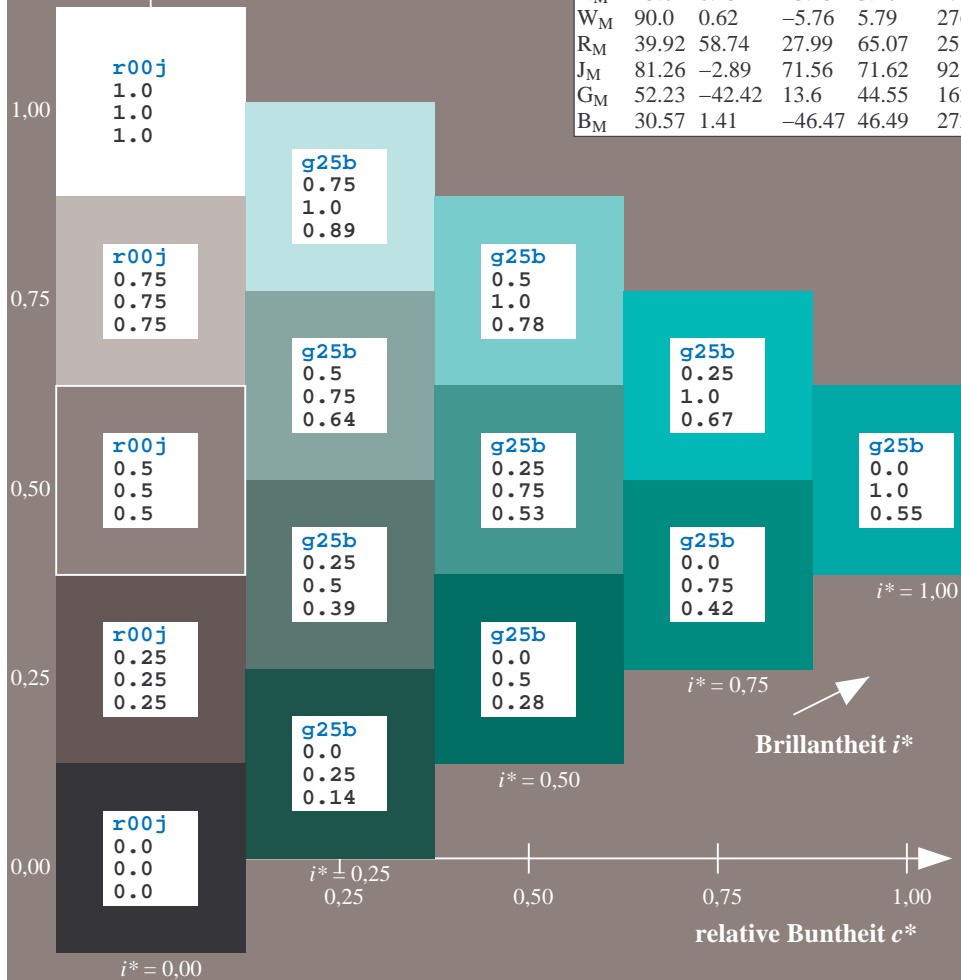 W_M 90.0 0.62 −5.76 5.79
R_M 39.92 58.74 27.99 65.07
J_M 81.26 −2.89 71.56 71.62 92
G_M 52.23 −42.42 13.6 44.55
B_M 30.57 1.41 −46.47 46.49
1,00
r00j
1.0
1.0
1.0
g25b
0.75
1.0
0.89
0,75
r00j
0.75
0.75
0.75
g25b
0.5
1.0
0.78
g25b
0.5
0.75
0.64
g25b
0.25
1.0
0.67
0,50
r00j
0.5
0.5
0.5
g25b
0.25
0.75
0.53
g25b
0.0
1.0
0.55
g25b
0.25
0.5
0.39
g25b
0.0
0.75
0.42
i* = 1,00
0,25
r00j
0.25
0.25
0.25
g25b
0.0
0.5
0.28
i* = 0,75
g25b
0.0
0.25
0.14
Brillantheit i*
i* = 0,50
0,00
r00j
0.0
0.0
0.0
i* = 0,25
0,25 0,50 0,75 1,00
relative Buntheit c*
i* = 0,00